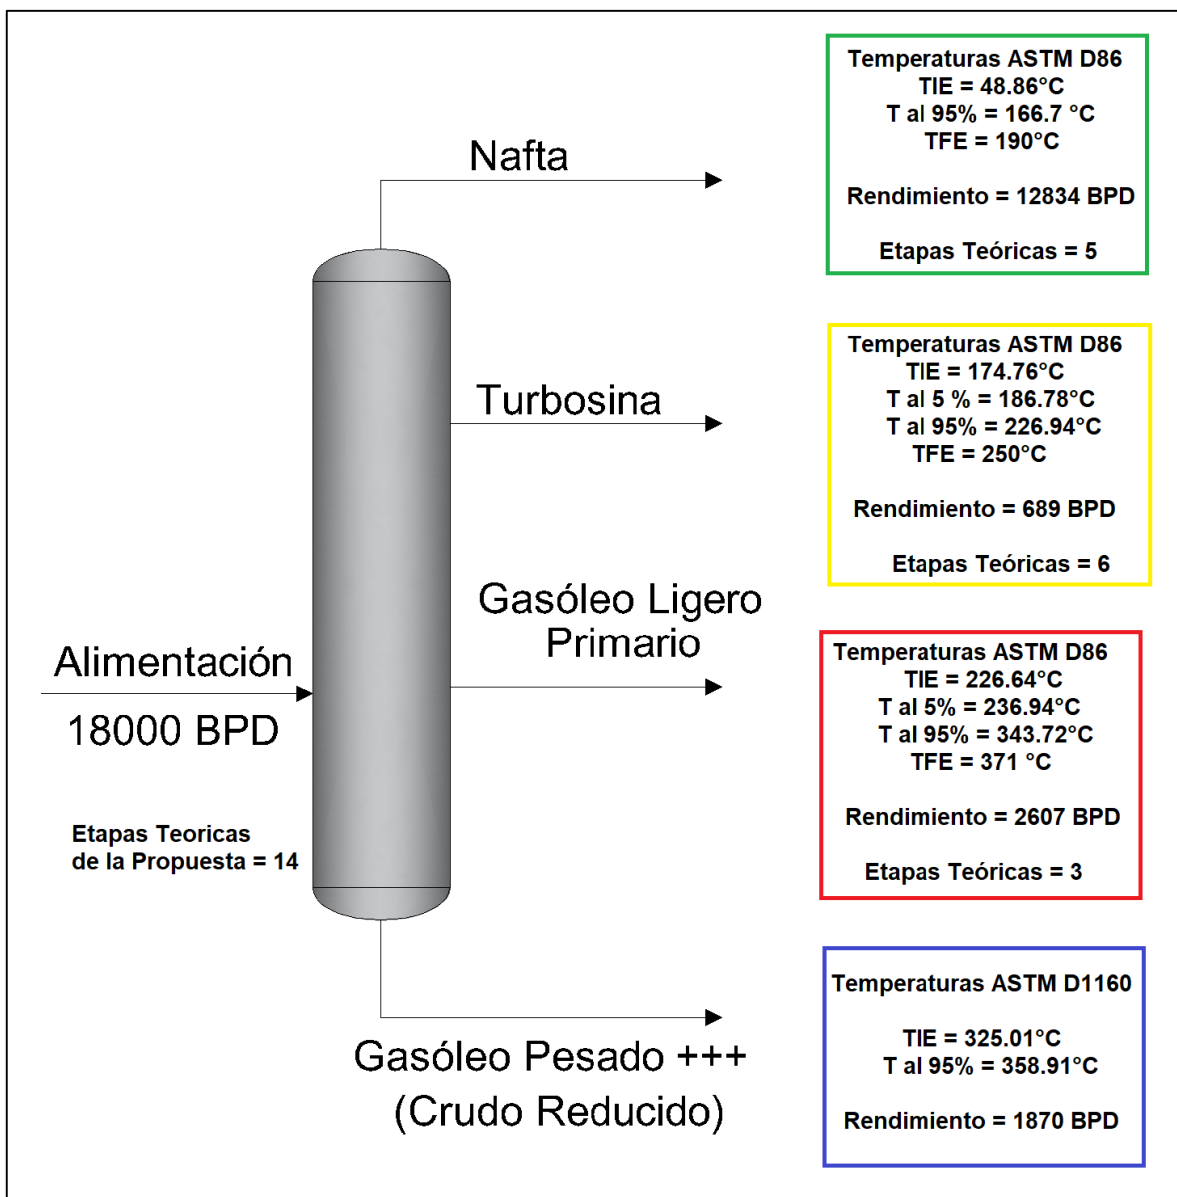 Nafta
Temperaturas ASTM D86
TIE = 48.86°C
T al 95% = 166.7 °C
TFE = 190°C
Rendimiento = 12834 BPD
Etapas Teóricas = 5
Turbosina
Temperaturas ASTM D86
TIE = 174.76°C
T al 5 % = 186.78°C
T al 95% = 226.94°C
TFE = 250°C
Rendimiento = 689 BPD
Etapas Teóricas = 6
Gasóleo Ligero
Primario
Temperaturas ASTM D86
TIE = 226.64°C
T al 5% = 236.94°C
T al 95% = 343.72°C
TFE = 371 °C
Rendimiento = 2607 BPD
Etapas Teóricas = 3
Alimentación
18000 BPD
Etapas Teoricas
de la Propuesta = 14
Gasóleo Pesado +++
(Crudo Reducido)
Temperaturas ASTM D1160
TIE = 325.01°C
T al 95% = 358.91°C
Rendimiento = 1870 BPD